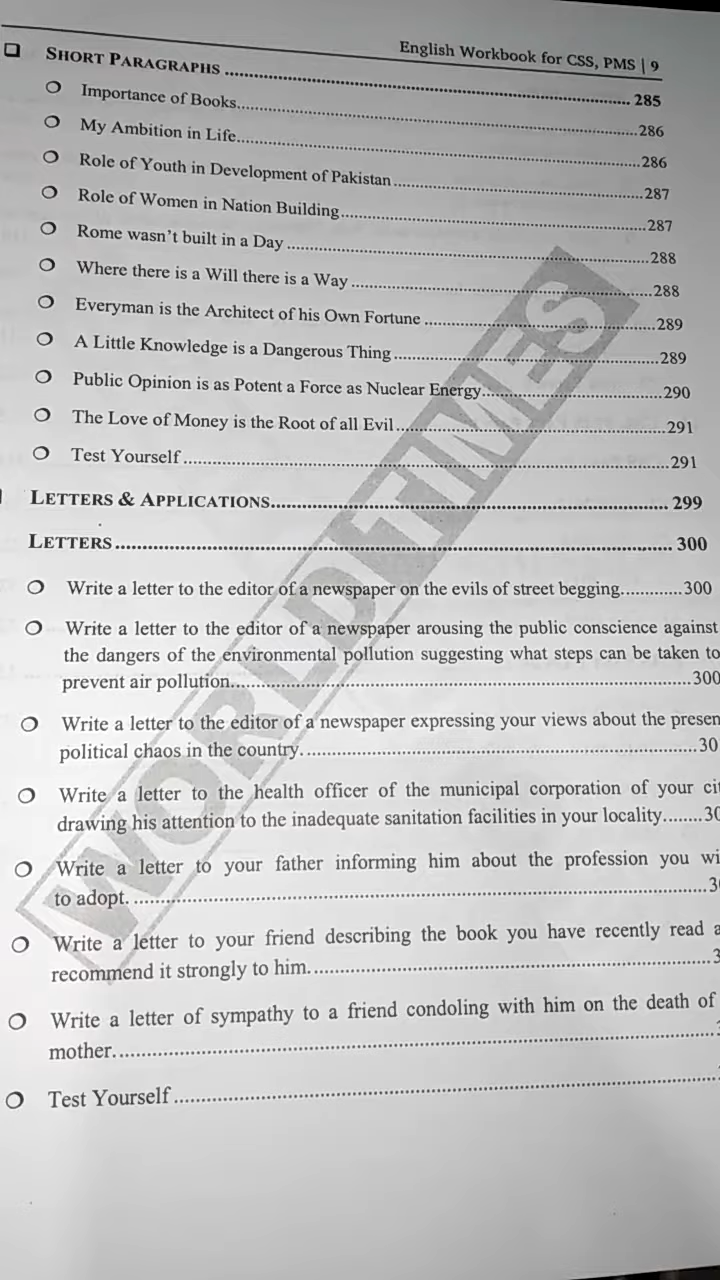 English Workbook for CSS, PMS | 9
SHORT PARAGRAPHS ........ 285
Importance of Books........ 286
My Ambition in Life........ 286
Role of Youth in Development of Pakistan ........ 287
Role of Women in Nation Building........ 287
Rome wasn't built in a Day ........ 288
Where there is a Will there is a Way ........ 288
Everyman is the Architect of his Own Fortune ........ 289
A Little Knowledge is a Dangerous Thing ........ 289
Public Opinion is as Potent a Force as Nuclear Energy........ 290
The Love of Money is the Root of all Evil ........ 291
Test Yourself ........ 291
LETTERS & APPLICATIONS........ 299
LETTERS ........ 300
Write a letter to the editor of a newspaper on the evils of street begging........ 300
Write a letter to the editor of a newspaper arousing the public conscience against
the dangers of the environmental pollution suggesting what steps can be taken to
prevent air pollution........ 300
Write a letter to the editor of a newspaper expressing your views about the presen
political chaos in the country. ........ 30
Write a letter to the health officer of the municipal corporation of your cit
drawing his attention to the inadequate sanitation facilities in your locality........ 30
Write a letter to your father informing him about the profession you wi
to adopt. ........ 3
Write a letter to your friend describing the book you have recently read a
recommend it strongly to him. ........ 3
Write a letter of sympathy to a friend condoling with him on the death of
mother. ........
Test Yourself ........
WORLD TIMES